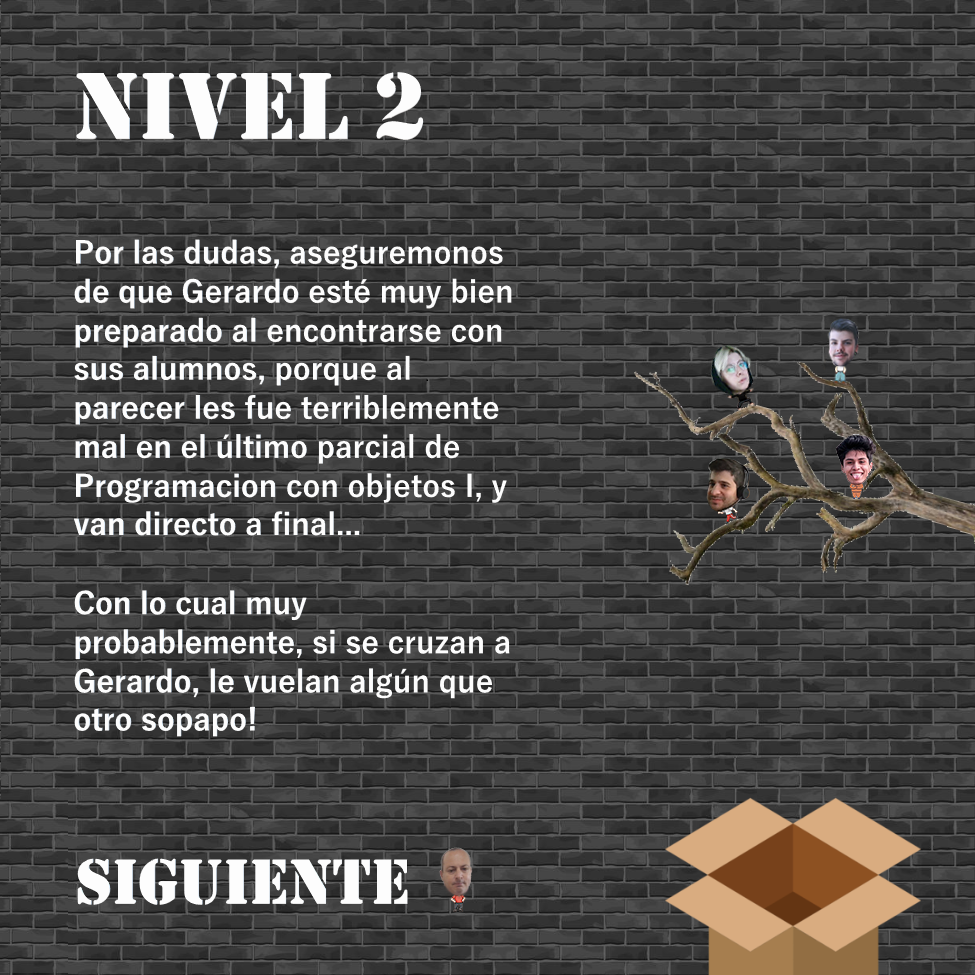 NIVEL 2
Por las dudas, aseguremonos
de que Gerardo esté muy bien
preparado al encontrarse con
sus alumnos, porque al
parecer les fue terriblemente
mal en el último parcial de
Programacion con objetos I, y
van directo a final...
Con lo cual muy
probablemente, si se cruzan a
Gerardo, le vuelan algún que
otro sopapo!
SIGUIENTE